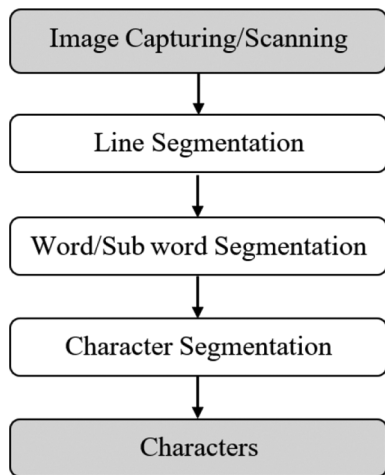 Image Capturing/Scanning
Line Segmentation
Word/Sub word Segmentation
Character Segmentation
Characters